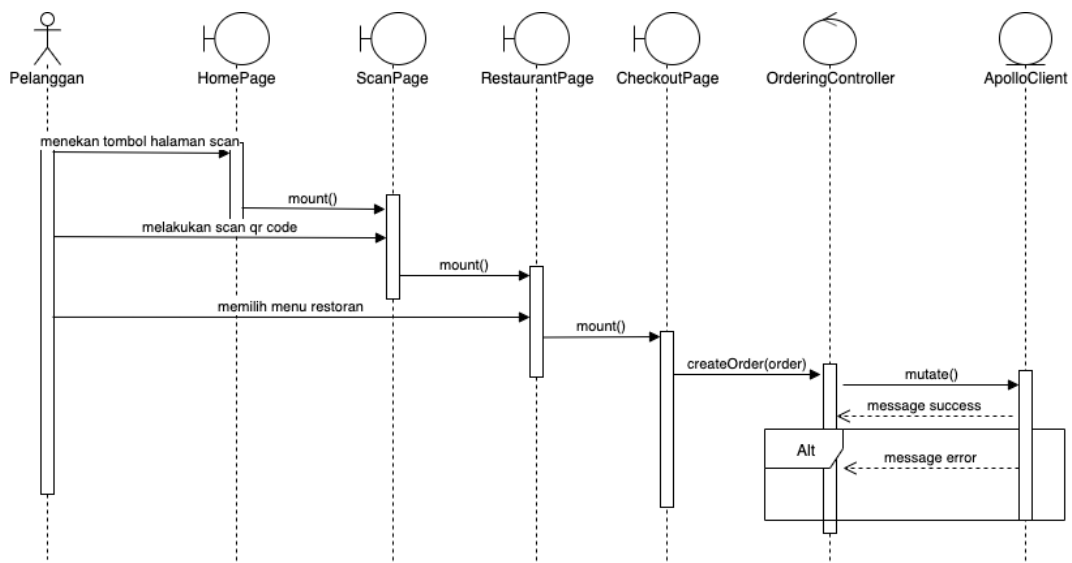 Pelanggan
HomePage
ScanPage
RestaurantPage
CheckoutPage
OrderingController
ApolloClient
menekan tombol halaman scan
mount()
melakukan scan qr code
mount()
memilih menu restoran
mount()
createOrder(order)
mutate()
message success
Alt
message error